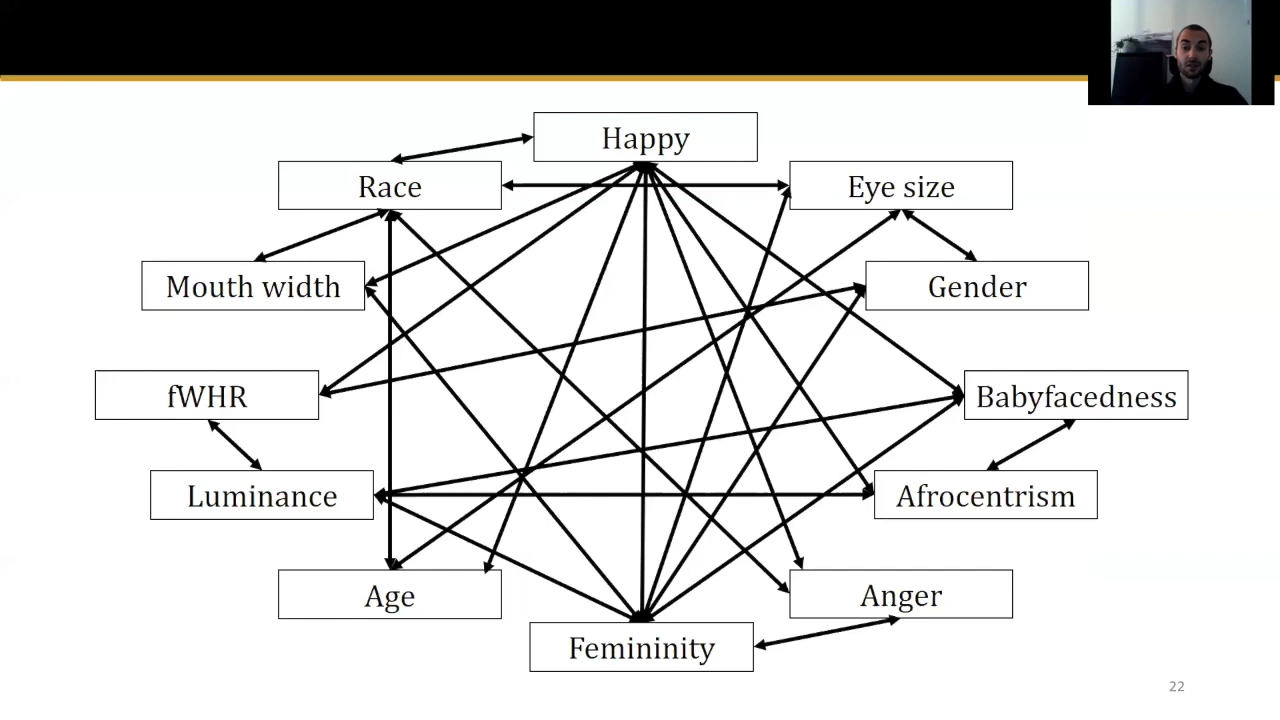 Happy
Race
Eye size
Mouth width
Gender
fWHR
Babyfacedness
Luminance
Afrocentrism
Age
Anger
Femininity
22